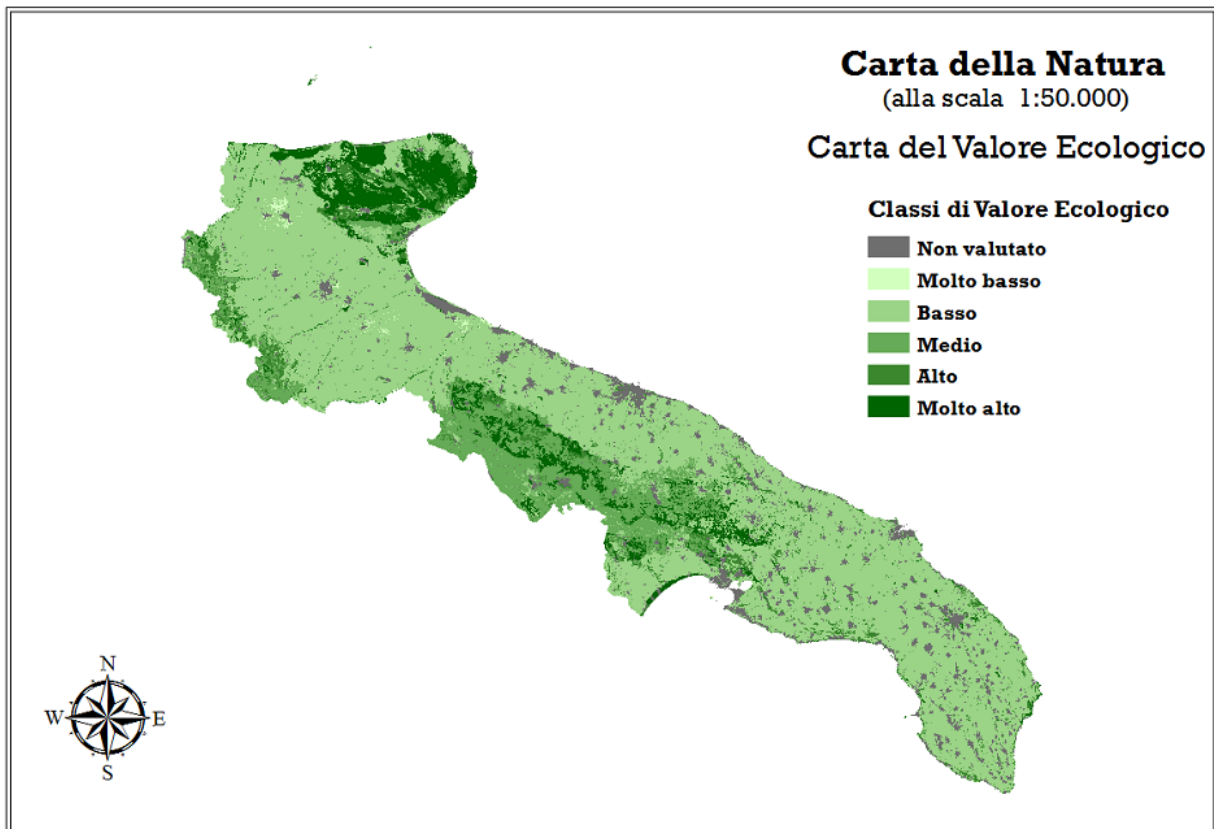 Carta della Natura
(alla scala 1:50.000)
Carta del Valore Ecologico
Classi di Valore Ecologico
Non valutato
Molto basso
Basso
Medio
Alto
Molto alto
N
W E
S